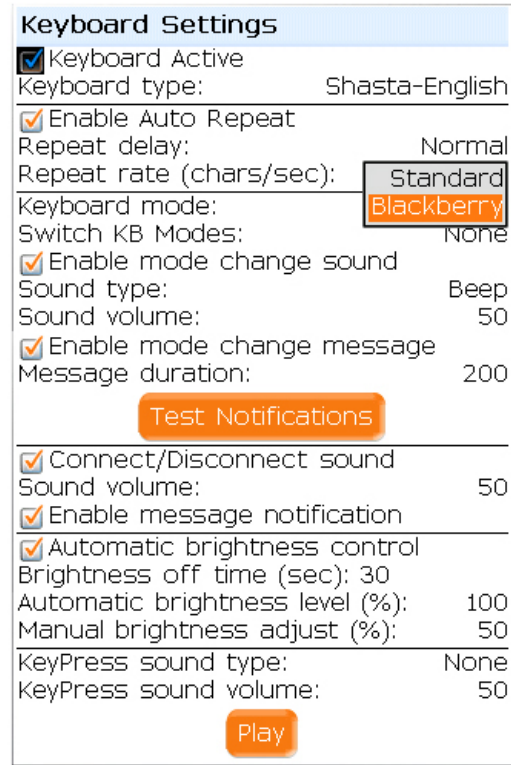 Keyboard Settings
Keyboard Active
Keyboard type: Shasta-English
Enable Auto Repeat
Repeat delay: Normal
Repeat rate (chars/sec):
Standard
Keyboard mode: Blackberry
Switch KB Modes: None
Enable mode change sound
Sound type: Beep
Sound volume: 50
Enable mode change message
Message duration: 200
Test Notifications
Connect/Disconnect sound
Sound volume: 50
Enable message notification
Automatic brightness control
Brightness off time (sec): 30
Automatic brightness level (%): 100
Manual brightness adjust (%): 50
KeyPress sound type: None
KeyPress sound volume: 50
Play